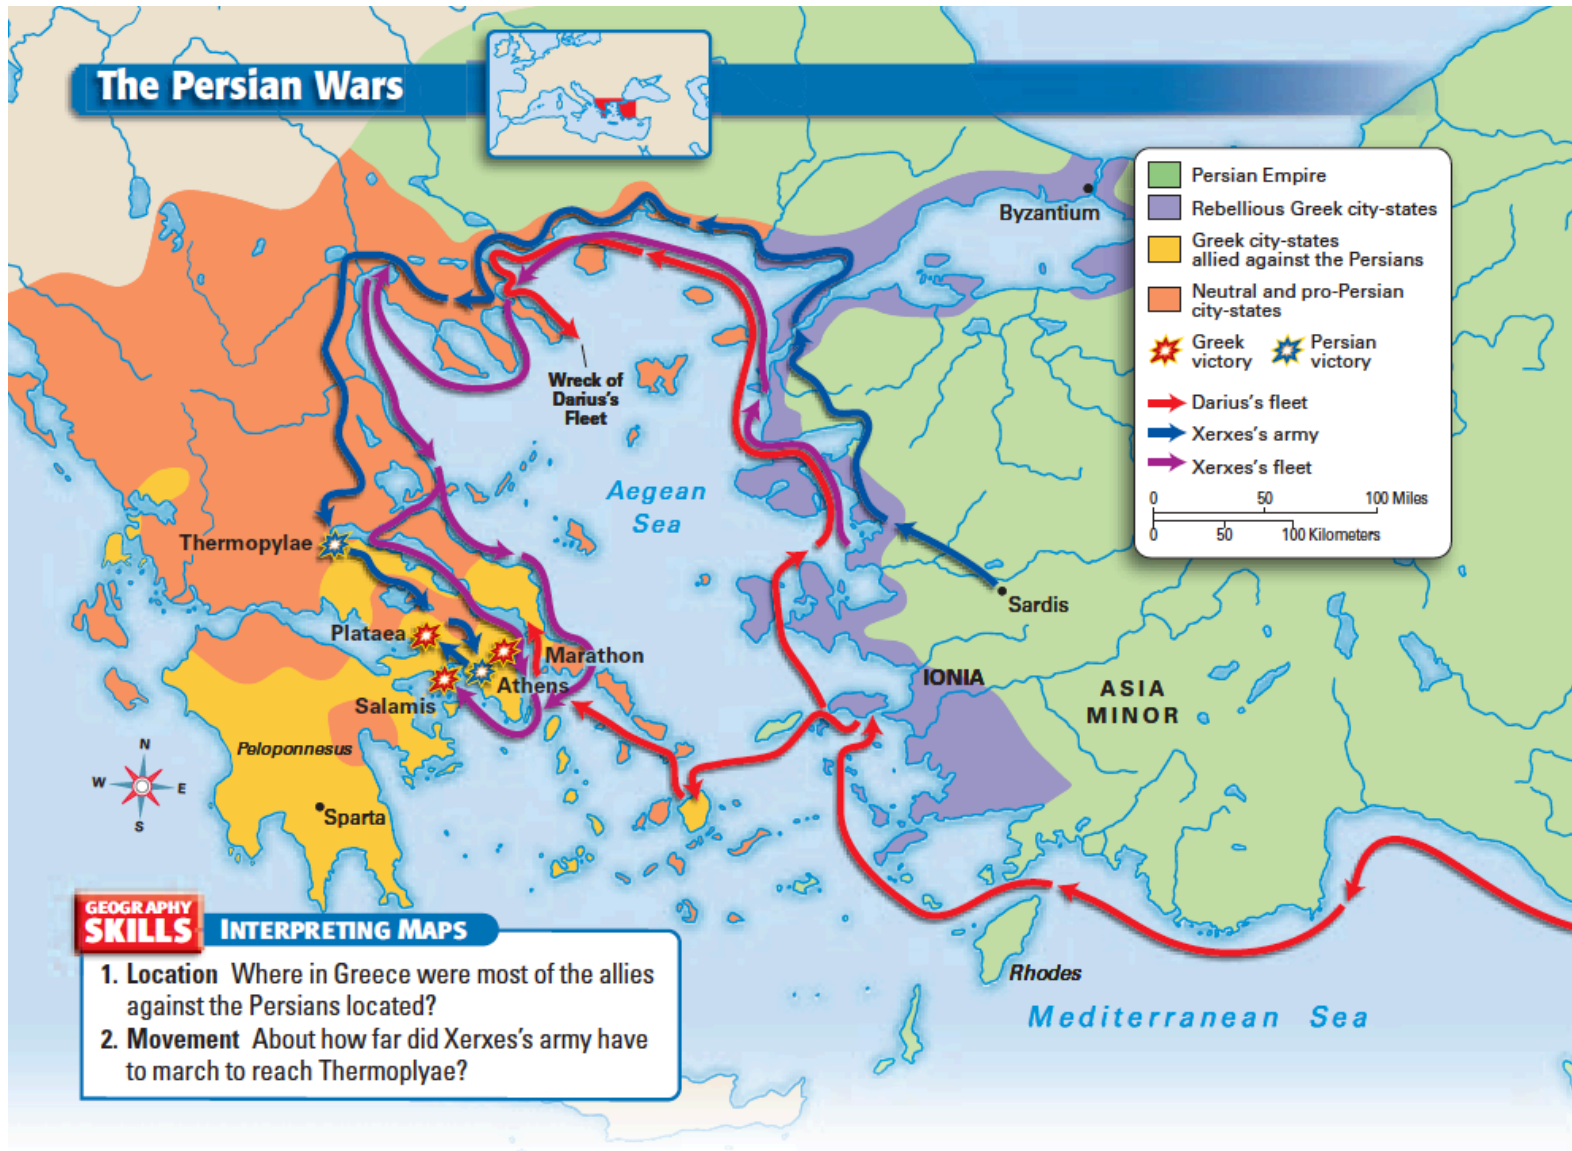 The Persian Wars
Persian Empire
Rebellious Greek city-states
Greek city-states
allied against the Persians
Neutral and pro-Persian
city-states
Greek
victory
Persian
victory
Darius's fleet
Xerxes's army
Xerxes's fleet
0 50 100 Miles
0 50 100 Kilometers
Byzantium
Wreck of
Darius's
Fleet
Aegean
Sea
Thermopylae
Sardis
Plataea
Marathon
Athens
Salamis
IONIA
ASIA
MINOR
Peloponnesus
Sparta
N
W
E
S
Rhodes
Mediterranean Sea
GEOGRAPHY
SKILLS
INTERPRETING MAPS
1. Location Where in Greece were most of the allies
against the Persians located?
2. Movement About how far did Xerxes's army have
to march to reach Thermoplyae?